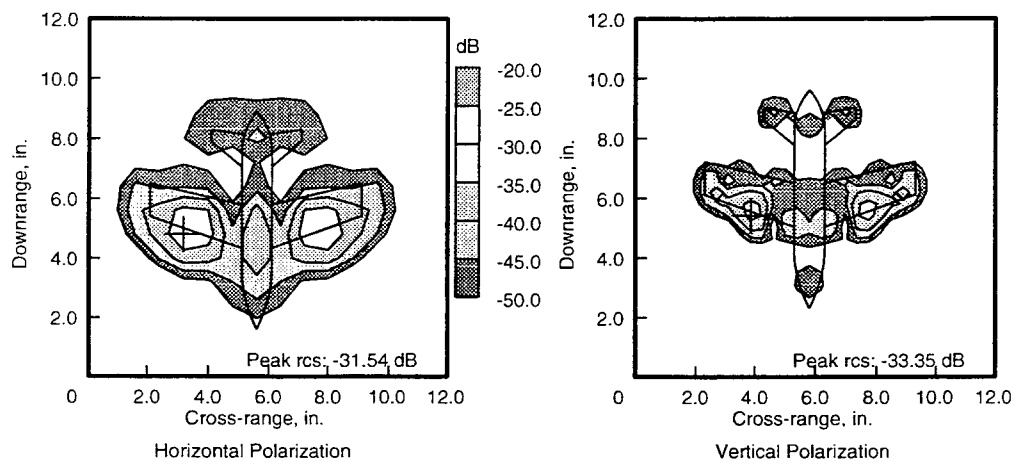 12.0
10.0
8.0
6.0
4.0
2.0
0
Downrange, in.
2.0 4.0 6.0 8.0 10.0 12.0
Cross-range, in.
Peak rcs: -31.54 dB
Horizontal Polarization
dB
-20.0
-25.0
-30.0
-35.0
-40.0
-45.0
-50.0
12.0
10.0
8.0
6.0
4.0
2.0
0
Downrange, in.
2.0 4.0 6.0 8.0 10.0 12.0
Cross-range, in.
Peak rcs: -33.35 dB
Vertical Polarization